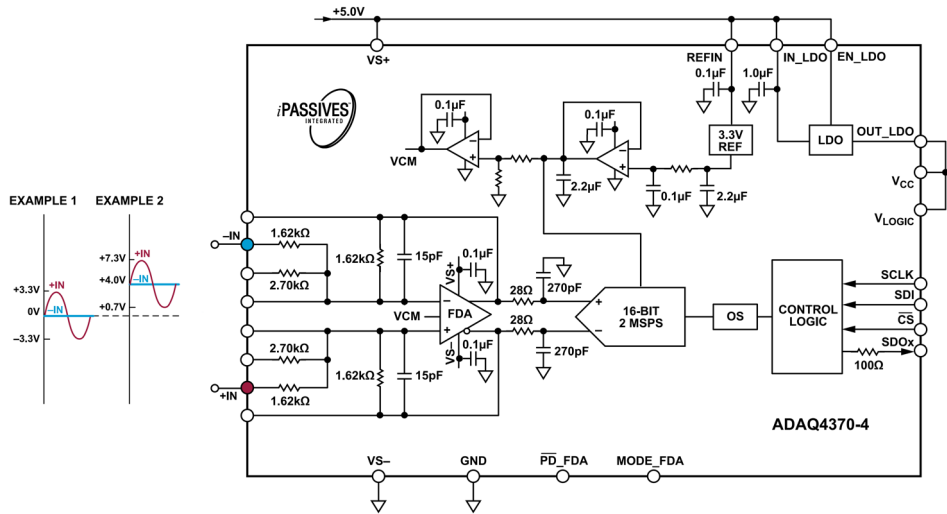 +5.0V
VS+
REFIN
IN_LDO
EN_LDO
iPASSIVES™
INTEGRATED
0.1µF
0.1µF
0.1µF
1.0µF
3.3V
REF
LDO
OUT_LDO
VCM
2.2µF
0.1µF
2.2µF
VCC
VLOGIC
EXAMPLE 1
EXAMPLE 2
+3.3V
0V
–3.3V
+IN
–IN
+7.3V
+4.0V
+0.7V
+IN
–IN
–IN
1.62kΩ
2.70kΩ
1.62kΩ
15pF
VS+
0.1µF
28Ω
270pF
VCM
FDA
VS–
0.1µF
28Ω
270pF
16-BIT
2 MSPS
OS
CONTROL
LOGIC
SCLK
SDI
CS
SDOx
100Ω
2.70kΩ
1.62kΩ
1.62kΩ
15pF
+IN
ADAQ4370-4
VS–
GND
PD_FDA
MODE_FDA